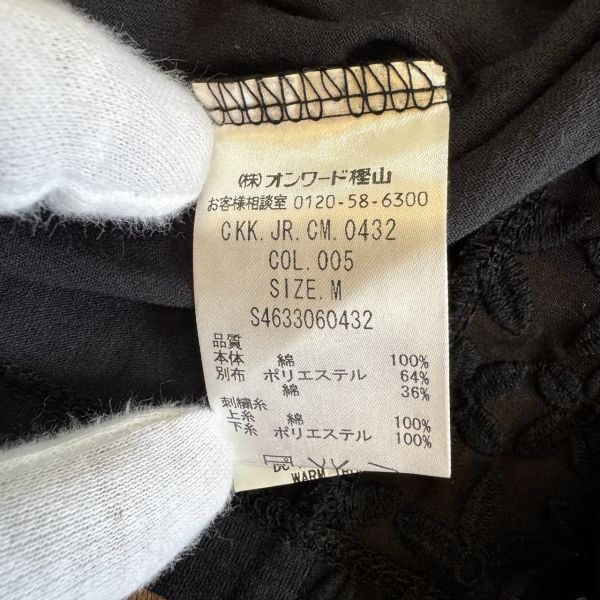 (株)オンワード樫山
お客様相談室 0120-58-6300
CKK.JR.CM.0432
COL.005
SIZE.M
S4633060432
品質
本体 綿 100%
別布 ポリエステル 64%
綿 36%
刺繍糸
上糸 綿 100%
下糸 ポリエステル 100%
DC
WARM